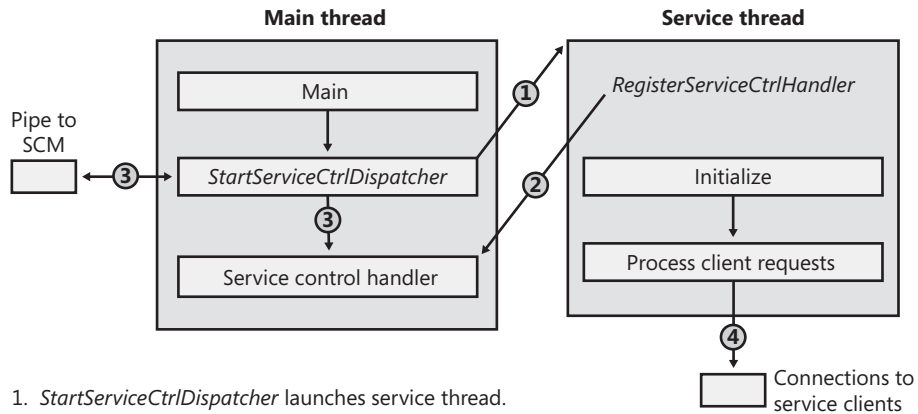 Main thread
Service thread
Main
RegisterServiceCtrlHandler
1
Pipe to
SCM
3
StartServiceCtrlDispatcher
2
Initialize
3
Service control handler
Process client requests
4
Connections to
service clients
1. StartServiceCtrlDispatcher launches service thread.